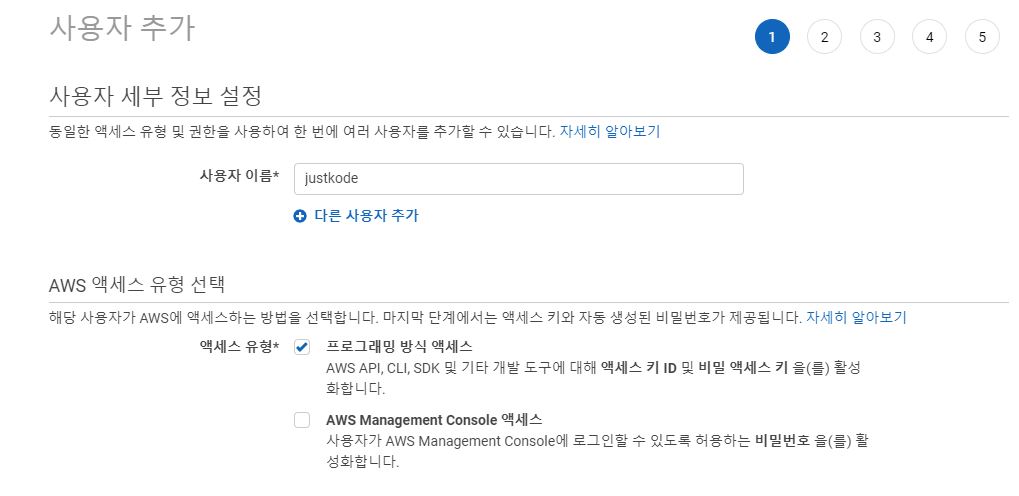 사용자 추가
1 2 3 4 5
사용자 세부 정보 설정
동일한 액세스 유형 및 권한을 사용하여 한 번에 여러 사용자를 추가할 수 있습니다. 자세히 알아보기
사용자 이름* justkode
다른 사용자 추가
AWS 액세스 유형 선택
해당 사용자가 AWS에 액세스하는 방법을 선택합니다. 마지막 단계에서는 액세스 키와 자동 생성된 비밀번호가 제공됩니다. 자세히 알아보기
액세스 유형* 프로그래밍 방식 액세스
AWS API, CLI, SDK 및 기타 개발 도구에 대해 액세스 키 ID 및 비밀 액세스 키 을(를) 활성
화합니다.
AWS Management Console 액세스
사용자가 AWS Management Console에 로그인할 수 있도록 허용하는 비밀번호 을(를) 활
성화합니다.